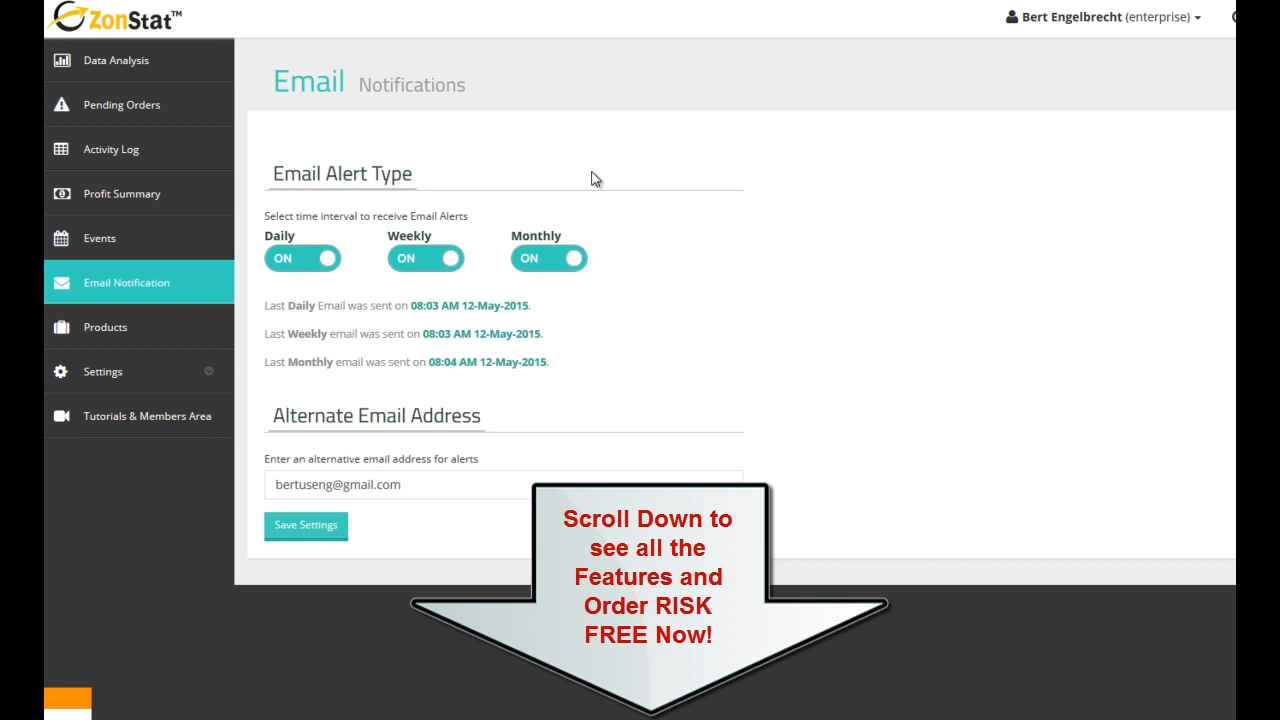 ZonStat™
Bert Engelbrecht (enterprise)
Data Analysis
Pending Orders
Activity Log
Profit Summary
Events
Email Notification
Products
Settings
Tutorials & Members Area
Email Notifications
Email Alert Type
Select time interval to receive Email Alerts
Daily Weekly Monthly
ON ON ON
Last Daily Email was sent on 08:03 AM 12-May-2015.
Last Weekly email was sent on 08:03 AM 12-May-2015.
Last Monthly email was sent on 08:04 AM 12-May-2015.
Alternate Email Address
Enter an alternative email address for alerts
bertuseng@gmail.com
Save Settings
Scroll Down to
see all the
Features and
Order RISK
FREE Now!